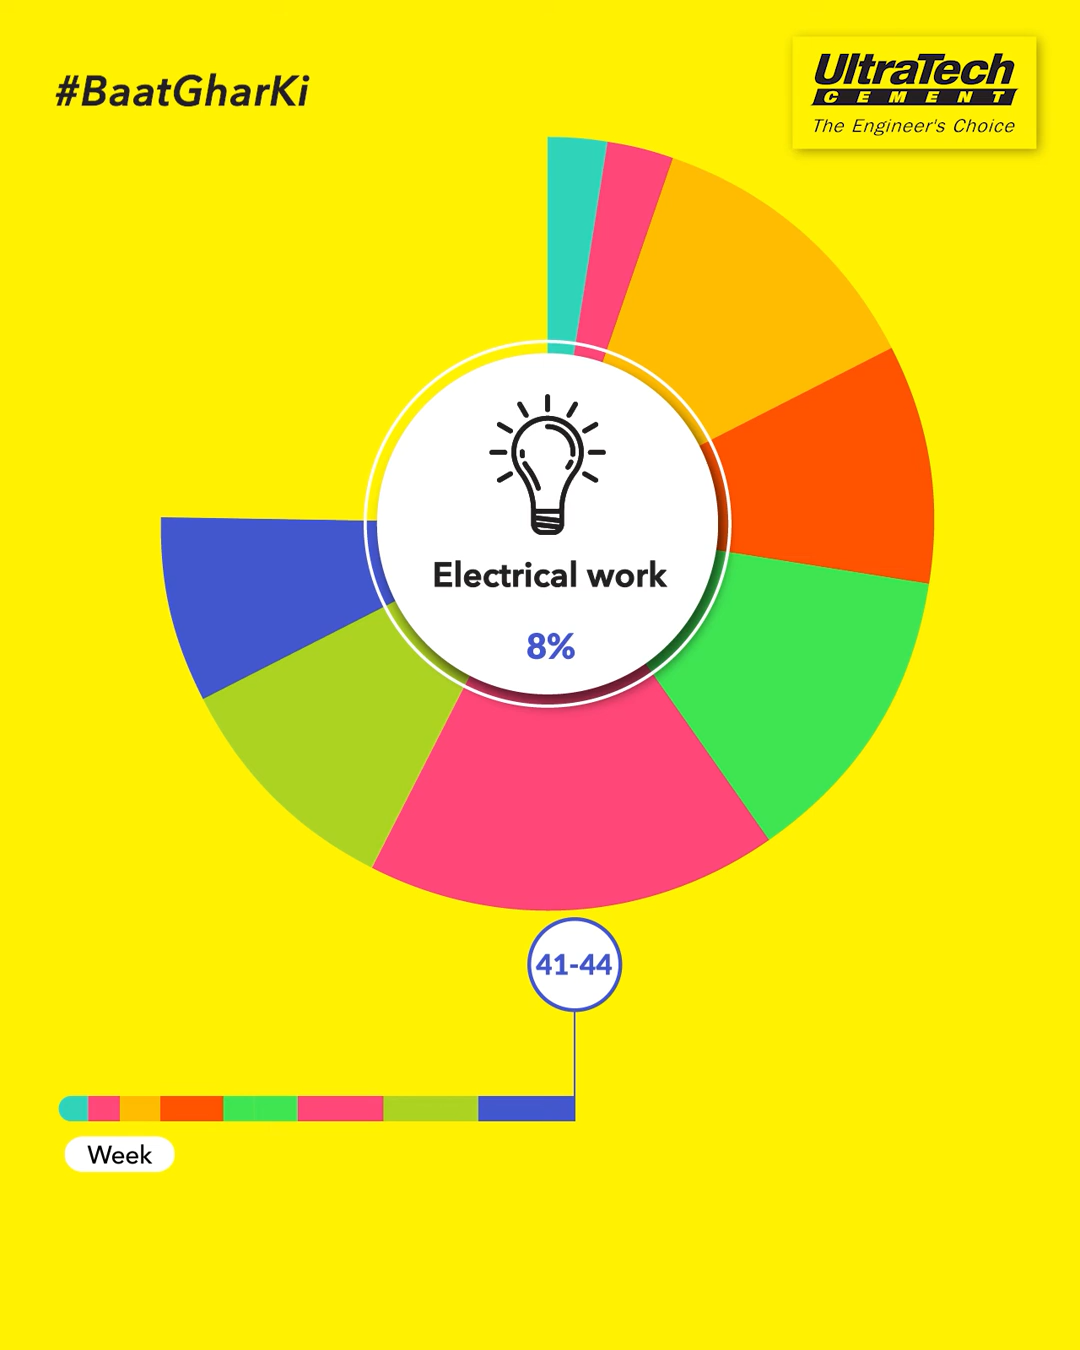 #BaatGharKi
UltraTech
CEMENT
The Engineer's Choice
Electrical work
8%
41-44
Week